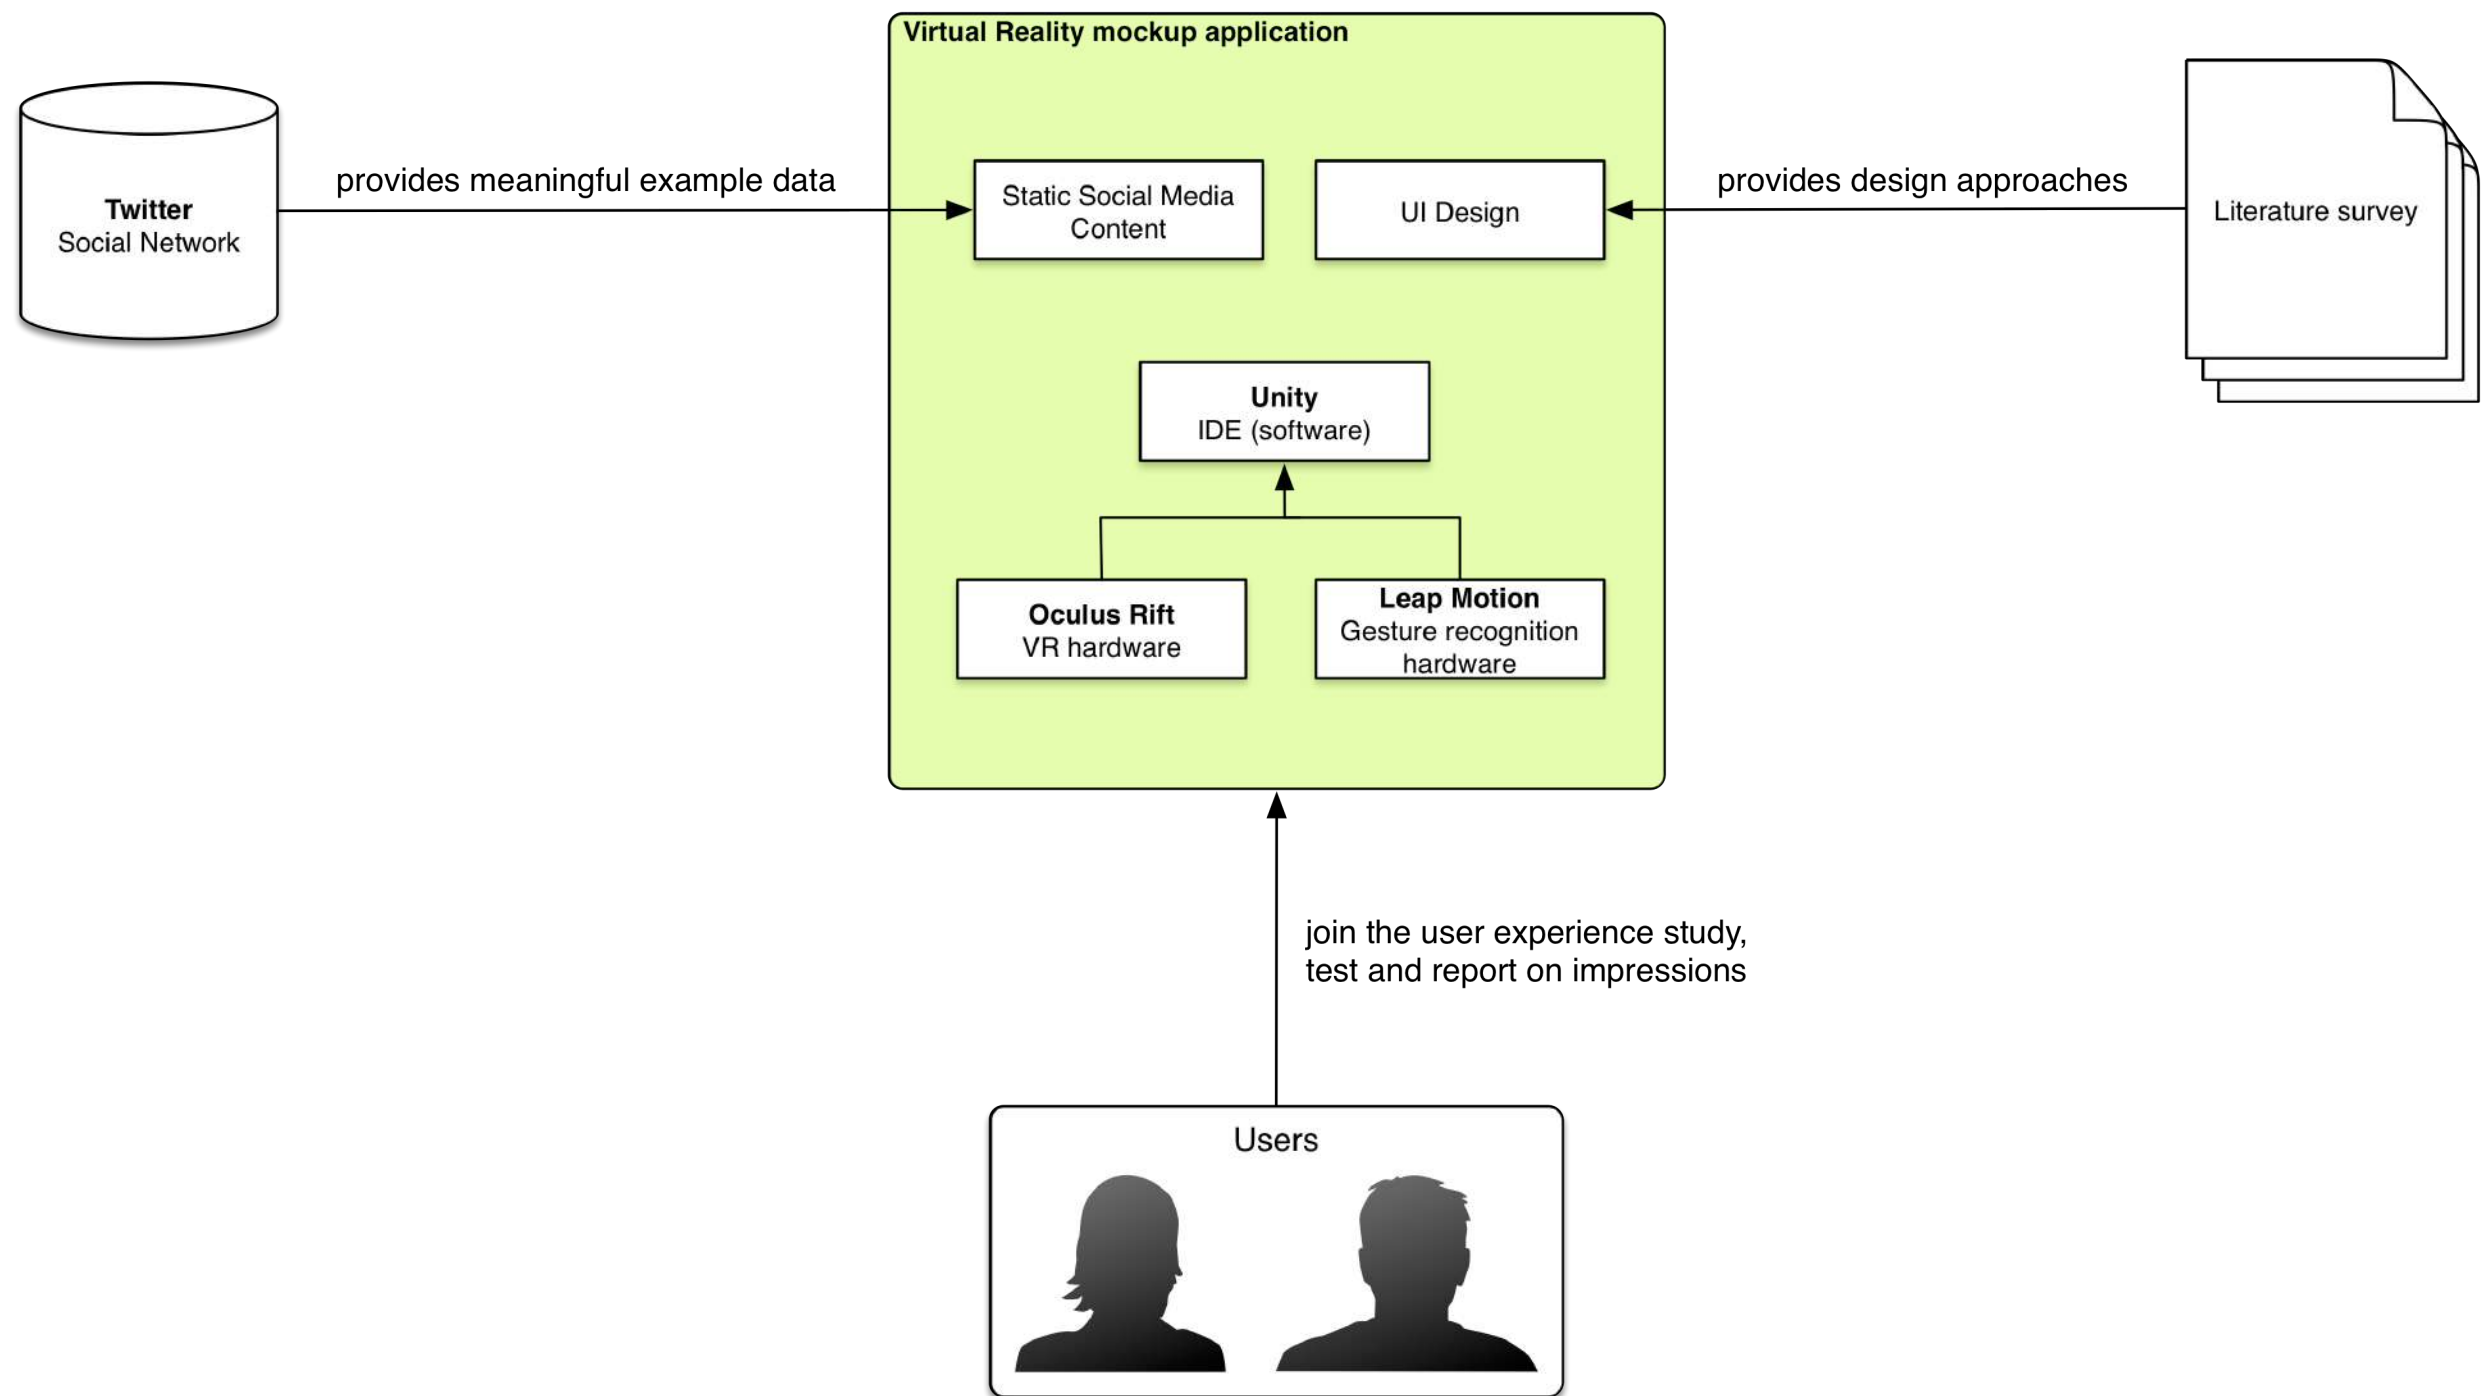 Virtual Reality mockup application
Twitter
Social Network
provides meaningful example data
Static Social Media
Content
UI Design
provides design approaches
Literature survey
Unity
IDE (software)
Oculus Rift
VR hardware
Leap Motion
Gesture recognition
hardware
join the user experience study,
test and report on impressions
Users